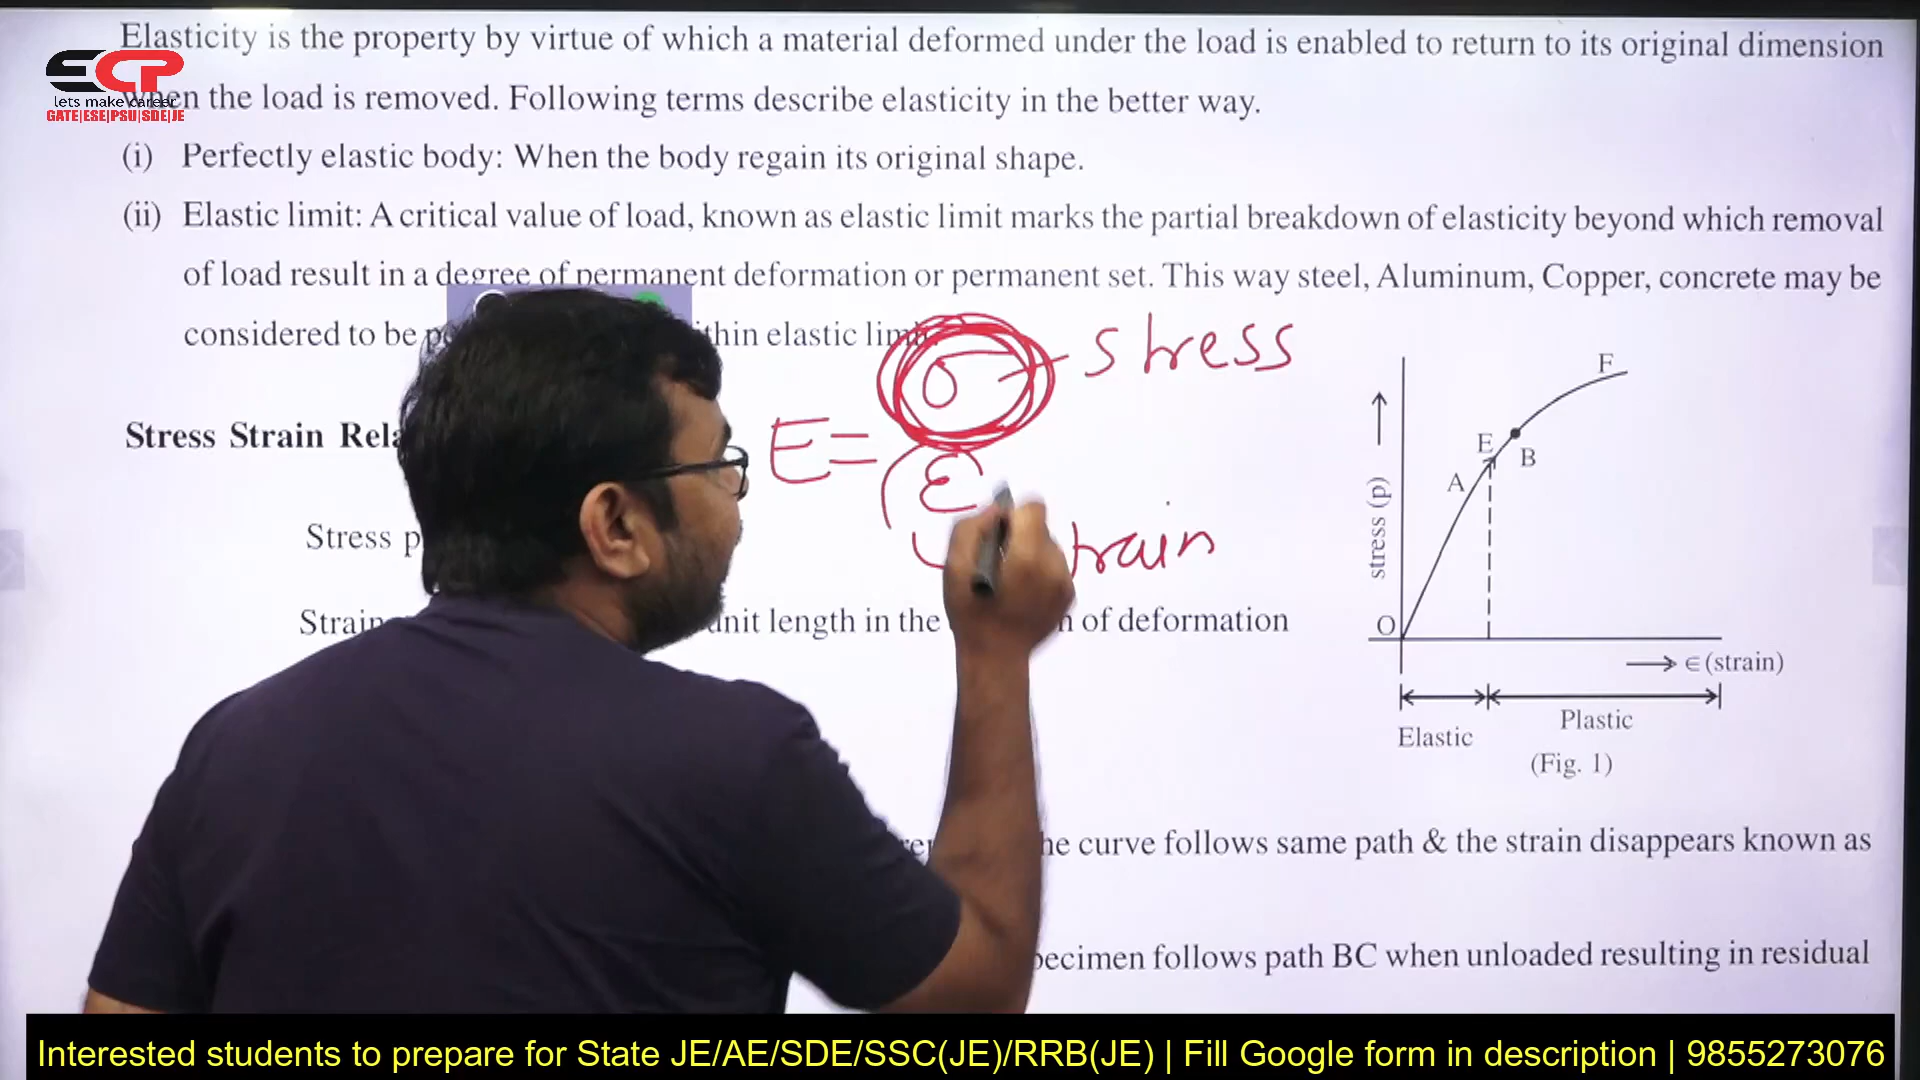 Elasticity is the property by virtue of which a material deformed under the load is enabled to return to its original dimension
when the load is removed. Following terms describe elasticity in the better way.
ECP
lets make career
GATE|ESE|PSU|SDE|JE
(i) Perfectly elastic body: When the body regain its original shape.
(ii) Elastic limit: A critical value of load, known as elastic limit marks the partial breakdown of elasticity beyond which removal
of load result in a degree of permanent deformation or permanent set. This way steel, Aluminum, Copper, concrete may be
considered to be elastic
σ stress
E =
ε
train
Stress Strain
Stress
Strain unit length in the of deformation
F
E
B
A
stress (p)
O
∈ (strain)
Elastic
Plastic
(Fig. 1)
curve follows same path & the strain disappears known as
follows path BC when unloaded resulting in residual
Interested students to prepare for State JE/AE/SDE/SSC(JE)/RRB(JE) | Fill Google form in description | 9855273076